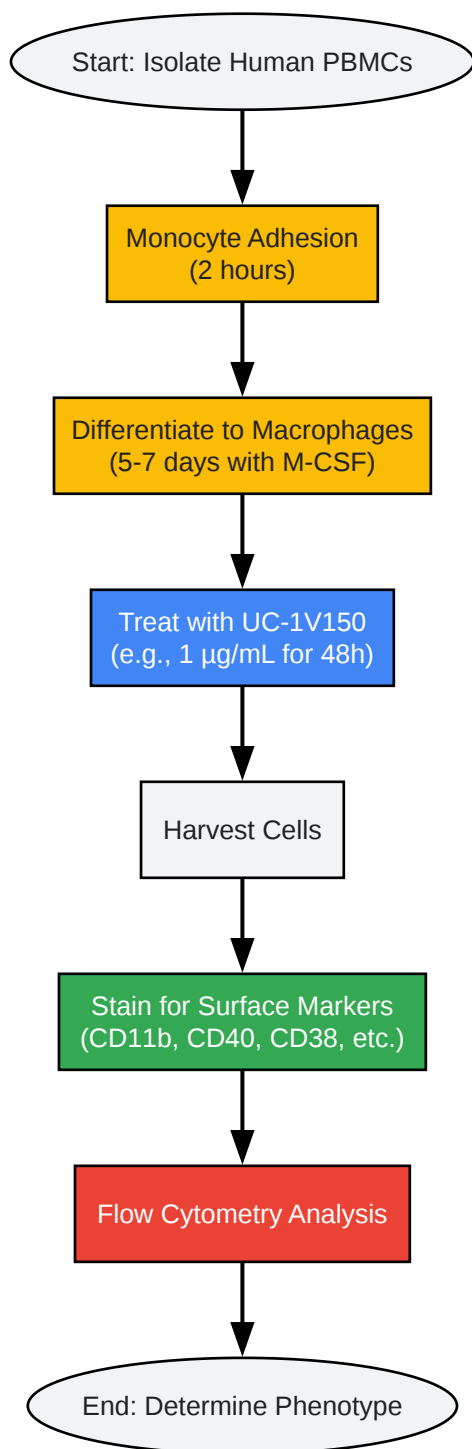 Start: Isolate Human PBMCs
Monocyte Adhesion
(2 hours)
Differentiate to Macrophages
(5-7 days with M-CSF)
Treat with UC-1V150
(e.g., 1 µg/mL for 48h)
Harvest Cells
Stain for Surface Markers
(CD11b, CD40, CD38, etc.)
Flow Cytometry Analysis
End: Determine Phenotype